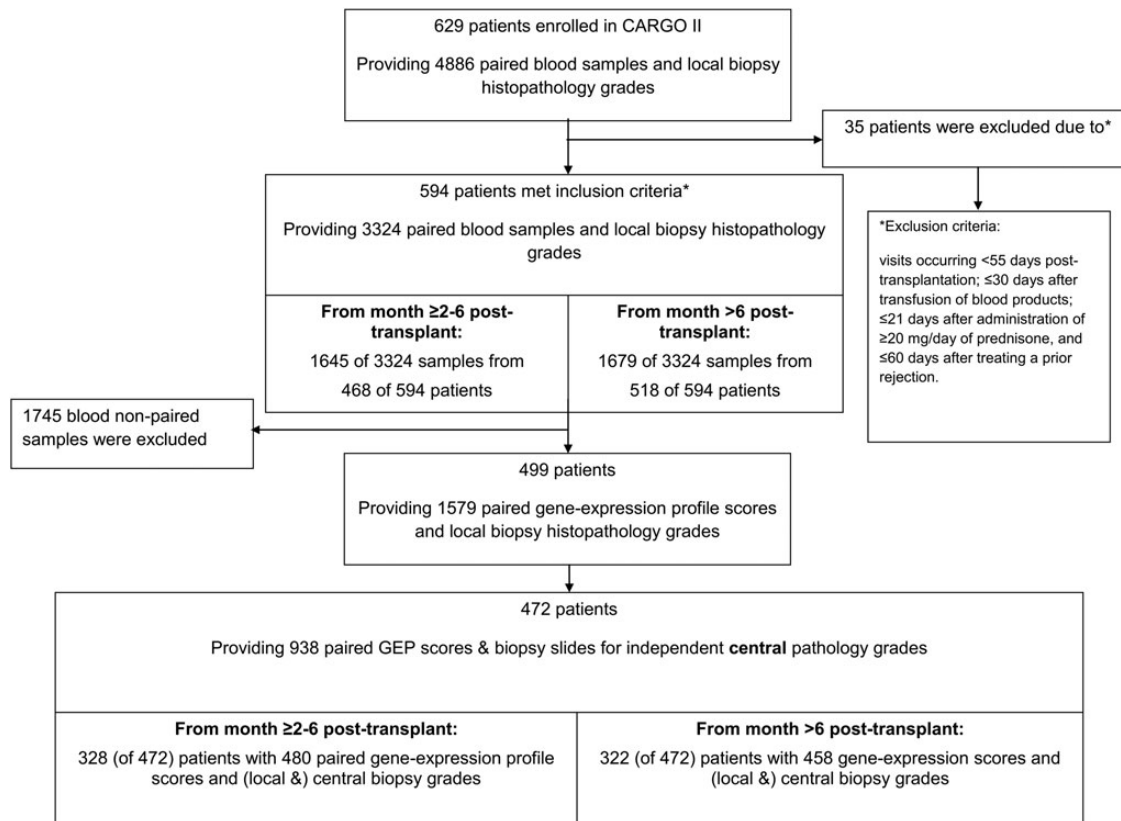 629 patients enrolled in CARGO II
Providing 4886 paired blood samples and local biopsy
histopathology grades
35 patients were excluded due to*
594 patients met inclusion criteria*
Providing 3324 paired blood samples and local biopsy histopathology
grades
*Exclusion criteria:
visits occurring <55 days post-
transplantation; ≤30 days after
transfusion of blood products;
≤21 days after administration of
≥20 mg/day of prednisone, and
≤60 days after treating a prior
rejection.
From month ≥2-6 post-
transplant:
1645 of 3324 samples from
468 of 594 patients
From month >6 post-
transplant:
1679 of 3324 samples from
518 of 594 patients
1745 blood non-paired
samples were excluded
499 patients
Providing 1579 paired gene-expression profile scores
and local biopsy histopathology grades
472 patients
Providing 938 paired GEP scores & biopsy slides for independent central pathology grades
From month ≥2-6 post-transplant:
328 (of 472) patients with 480 paired gene-expression profile
scores and (local &) central biopsy grades
From month >6 post-transplant:
322 (of 472) patients with 458 gene-expression scores and
(local &) central biopsy grades